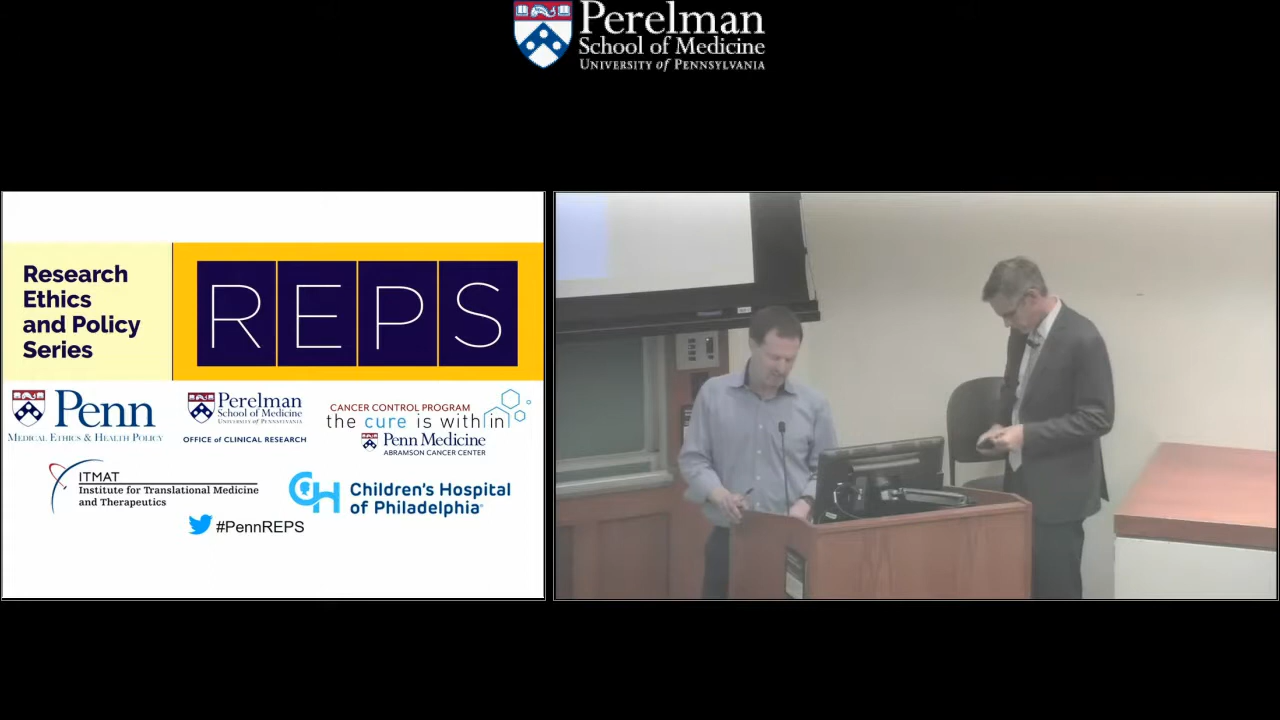 Perelman
School of Medicine
UNIVERSITY of PENNSYLVANIA
Research
Ethics
and Policy
Series
REPS
Penn
MEDICAL ETHICS & HEALTH POLICY
Perelman
School of Medicine
UNIVERSITY of PENNSYLVANIA
OFFICE of CLINICAL RESEARCH
CANCER CONTROL PROGRAM
the cure is within
Penn Medicine
ABRAMSON CANCER CENTER
ITMAT
Institute for Translational Medicine
and Therapeutics
CH
Children's Hospital
of Philadelphia®
#PennREPS